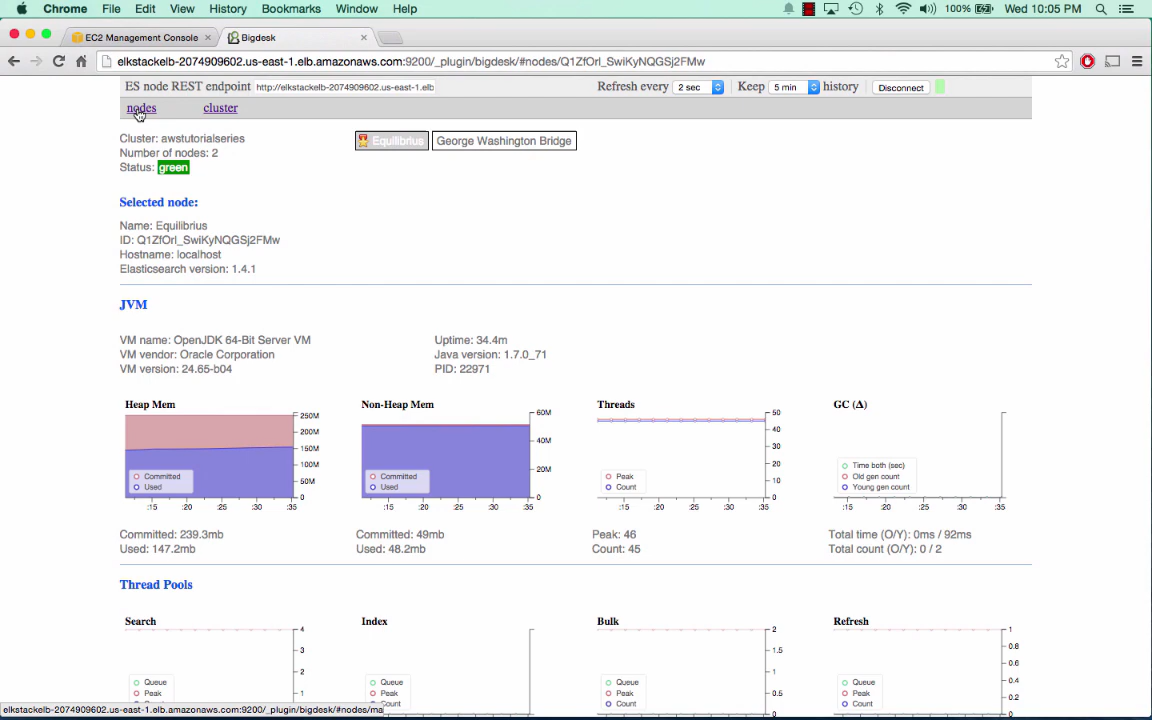 Chrome File Edit View History Bookmarks Window Help 100% Wed 10:05 PM
EC2 Management Console Bigdesk
elkstackelb-2074909602.us-east-1.elb.amazonaws.com:9200/_plugin/bigdesk/#nodes/Q1ZfOrl_SwiKyNQGSj2FMw
ES node REST endpoint http://elkstackelb-2074909602.us-east-1.elb Refresh every 2 sec Keep 5 min history Disconnect
nodes cluster
Cluster: awstutorialseries Equilibrius George Washington Bridge
Number of nodes: 2
Status: green
Selected node:
Name: Equilibrius
ID: Q1ZfOrl_SwiKyNQGSj2FMw
Hostname: localhost
Elasticsearch version: 1.4.1
JVM
VM name: OpenJDK 64-Bit Server VM Uptime: 34.4m
VM vendor: Oracle Corporation Java version: 1.7.0_71
VM version: 24.65-b04 PID: 22971
Heap Mem
250M
200M
150M
100M
50M
0
Committed
Used
:15 :20 :25 :30 :35
Committed: 239.3mb
Used: 147.2mb
Non-Heap Mem
60M
40M
20M
0
Committed
Used
:15 :20 :25 :30 :35
Committed: 49mb
Used: 48.2mb
Threads
50
40
30
20
10
0
Peak
Count
:15 :20 :25 :30 :35
Peak: 46
Count: 45
GC (Δ)
Time both (sec)
Old gen count
Young gen count
:15 :20 :25 :30 :35
Total time (O/Y): 0ms / 92ms
Total count (O/Y): 0 / 2
Thread Pools
Search
4
3
2
1
Queue
Peak
Index
Queue
Peak
Count
Bulk
2
1.5
1
0.5
0
Queue
Peak
Count
Refresh
1
0.8
0.6
0.4
0.2
0
Queue
Peak
Count
elkstackelb-2074909602.us-east-1.elb.amazonaws.com:9200/_plugin/bigdesk/#nodes/ma